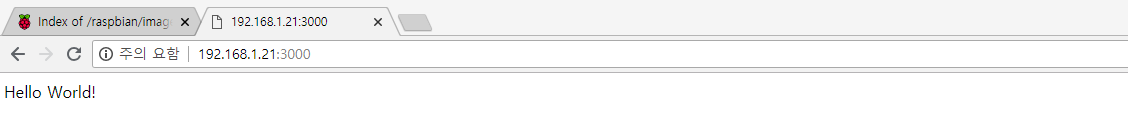 Index of /raspbian/imag
192.168.1.21:3000
주의 요함
192.168.1.21:3000
Hello World!